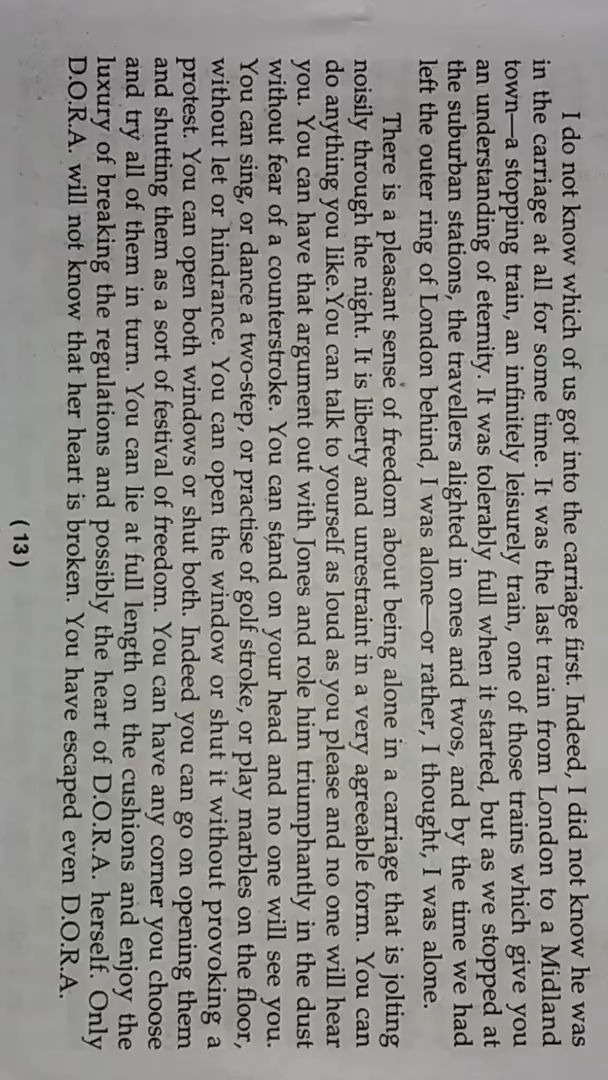 I do not know which of us got into the carriage first. Indeed, I did not know he was
in the carriage at all for some time. It was the last train from London to a Midland
town—a stopping train, an infinitely leisurely train, one of those trains which give you
an understanding of eternity. It was tolerably full when it started, but as we stopped at
the suburban stations, the travellers alighted in ones and twos, and by the time we had
left the outer ring of London behind, I was alone—or rather, I thought, I was alone.
There is a pleasant sense of freedom about being alone in a carriage that is jolting
noisily through the night. It is liberty and unrestraint in a very agreeable form. You can
do anything you like. You can talk to yourself as loud as you please and no one will hear
you. You can have that argument out with Jones and role him triumphantly in the dust
without fear of a counterstroke. You can stand on your head and no one will see you.
You can sing, or dance a two-step, or practise of golf stroke, or play marbles on the floor,
without let or hindrance. You can open the window or shut it without provoking a
protest. You can open both windows or shut both. Indeed you can go on opening them
and shutting them as a sort of festival of freedom. You can have any corner you choose
and try all of them in turn. You can lie at full length on the cushions and enjoy the
luxury of breaking the regulations and possibly the heart of D.O.R.A. herself. Only
D.O.R.A. will not know that her heart is broken. You have escaped even D.O.R.A.
(13)